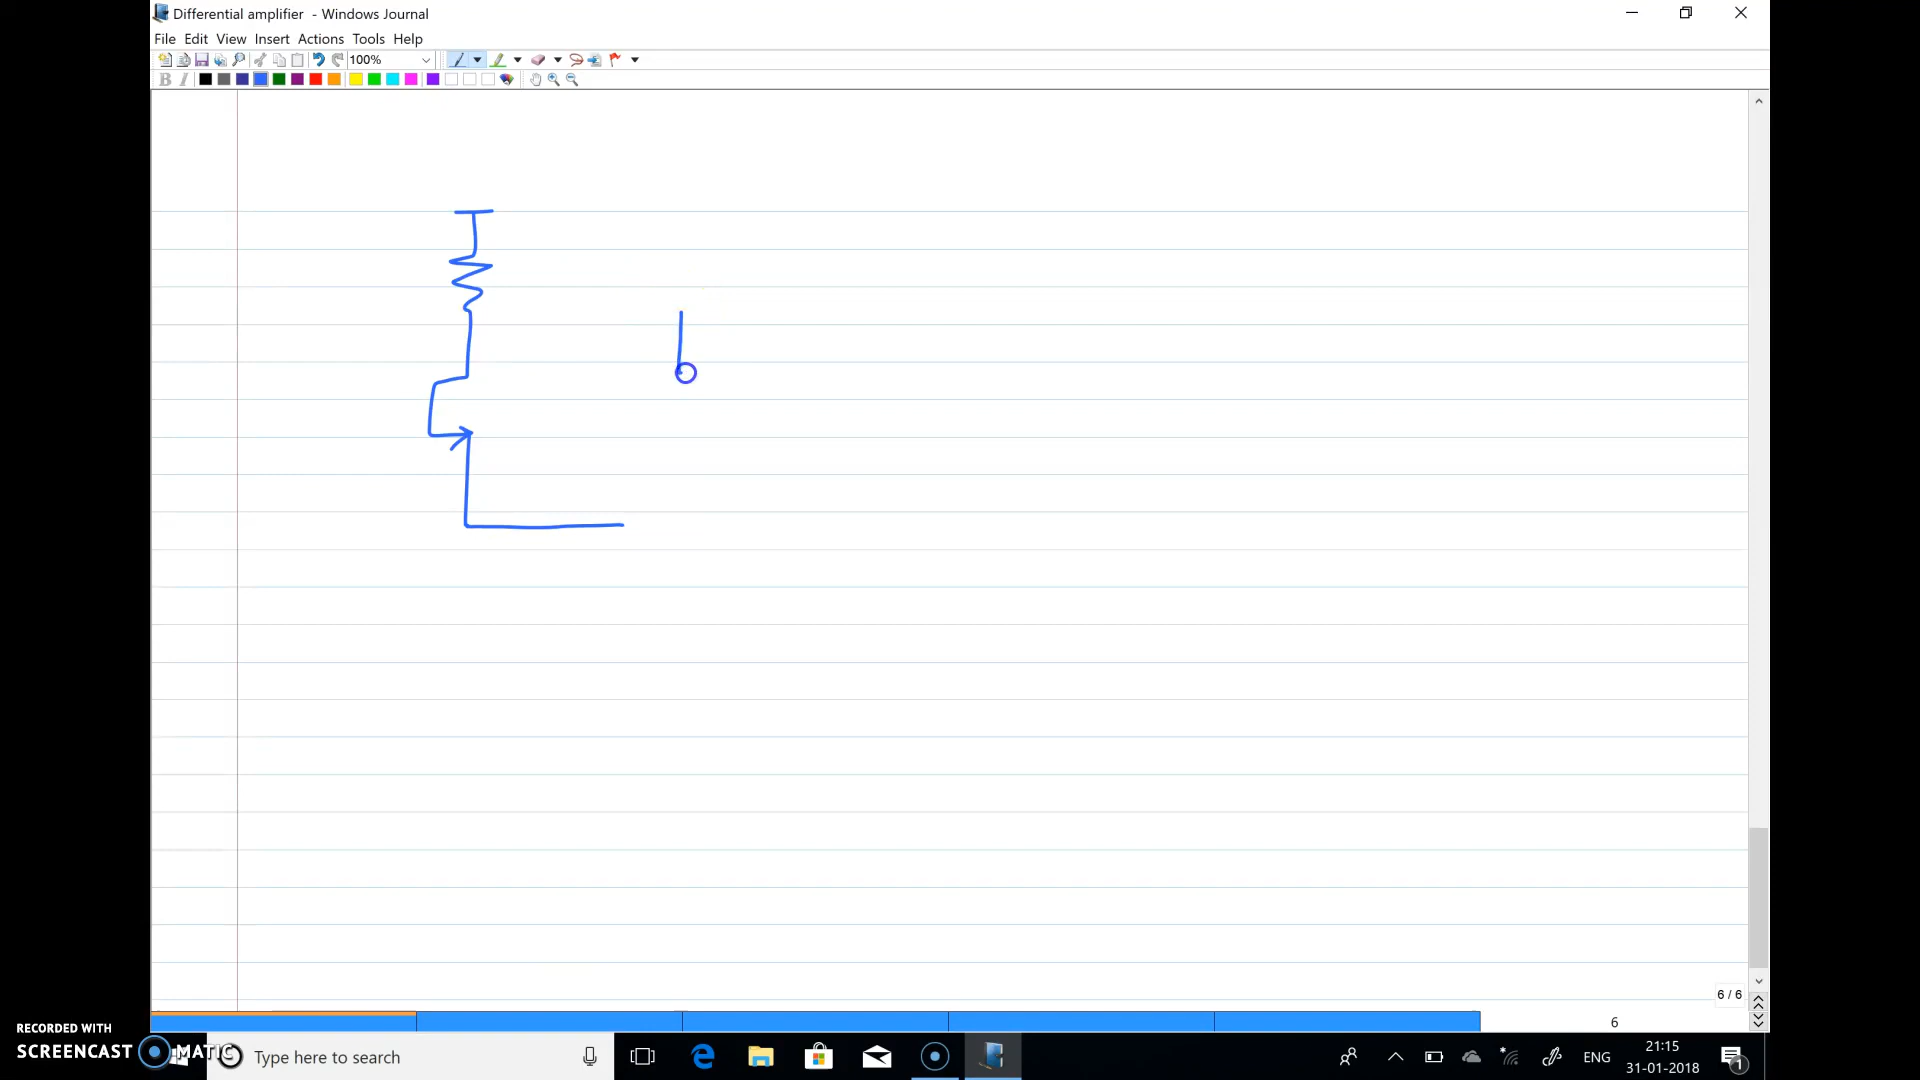 Differential amplifier - Windows Journal
File Edit View Insert Actions Tools Help
100%
B I
6 / 6
6
RECORDED WITH
SCREENCAST MATIC
Type here to search
ENG
21:15
31-01-2018
1